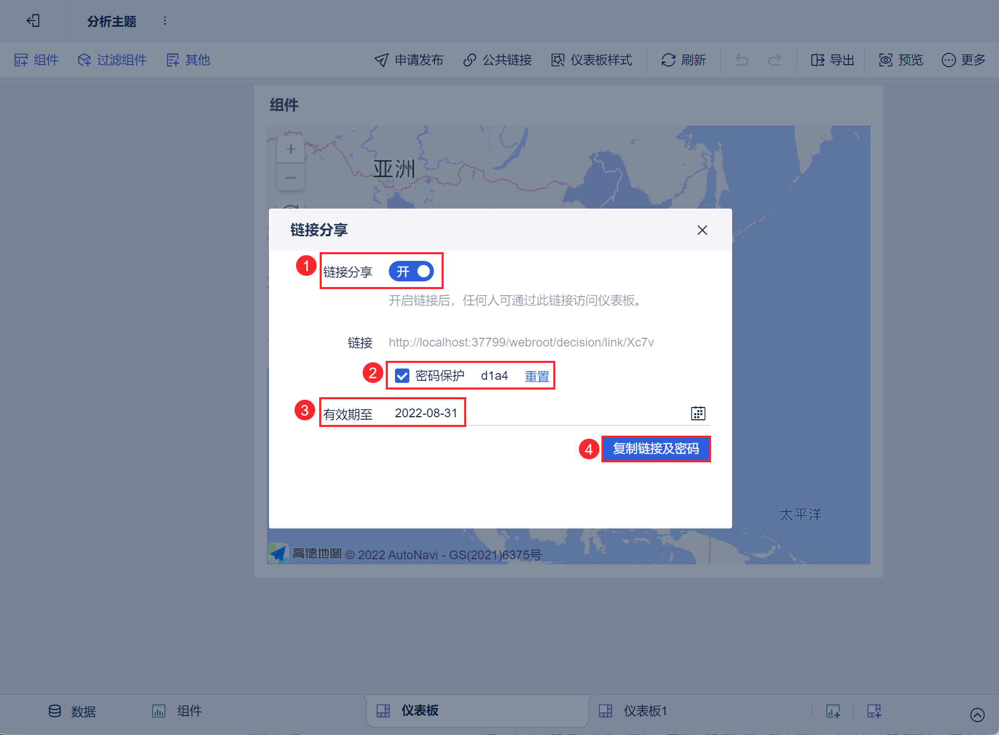 分析主题
组件 过滤组件 其他 申请发布 公共链接 仪表板样式 刷新 导出 预览 更多
组件
亚洲
链接分享
1 链接分享 开
开启链接后，任何人可通过此链接访问仪表板。
链接 http://localhost:37799/webroot/decision/link/Xc7v
2 密码保护 d1a4 重置
3 有效期至 2022-08-31
4 复制链接及密码
太平洋
高德地图 © 2022 AutoNavi - GS(2021)6375号
数据 组件 仪表板 仪表板1